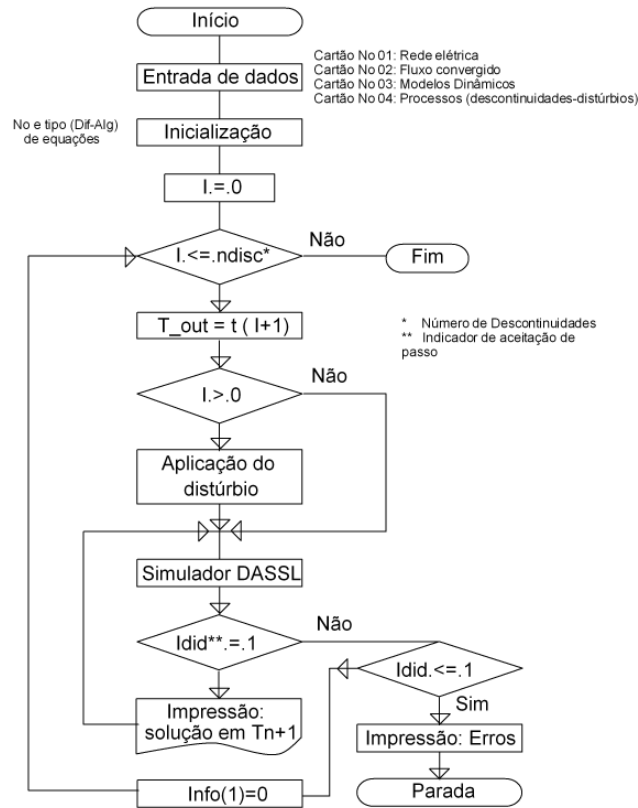 Início
Entrada de dados
Cartão No 01: Rede elétrica
Cartão No 02: Fluxo convergido
Cartão No 03: Modelos Dinâmicos
Cartão No 04: Processos (descontinuidades-distúrbios)
No e tipo (Dif-Alg)
de equações
Inicialização
I.=.0
I.<=.ndisc*
Não
Fim
T_out = t ( I+1)
* Número de Descontinuidades
** Indicador de aceitação de
passo
I.>.0
Não
Aplicação do
distúrbio
Simulador DASSL
Idid**.=.1
Não
Idid.<=.1
Sim
Impressão:
solução em Tn+1
Impressão: Erros
Info(1)=0
Parada